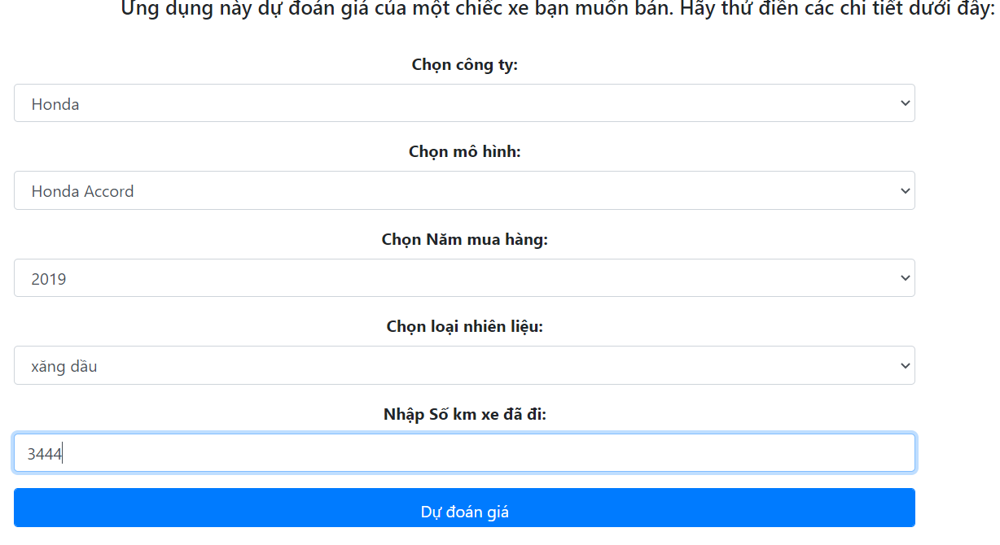 Ứng dụng này dự đoán giá của một chiếc xe bạn muốn bán. Hãy thử điền các chi tiết dưới đây:
Chọn công ty:
Honda
Chọn mô hình:
Honda Accord
Chọn Năm mua hàng:
2019
Chọn loại nhiên liệu:
xăng dầu
Nhập Số km xe đã đi:
3444
Dự đoán giá